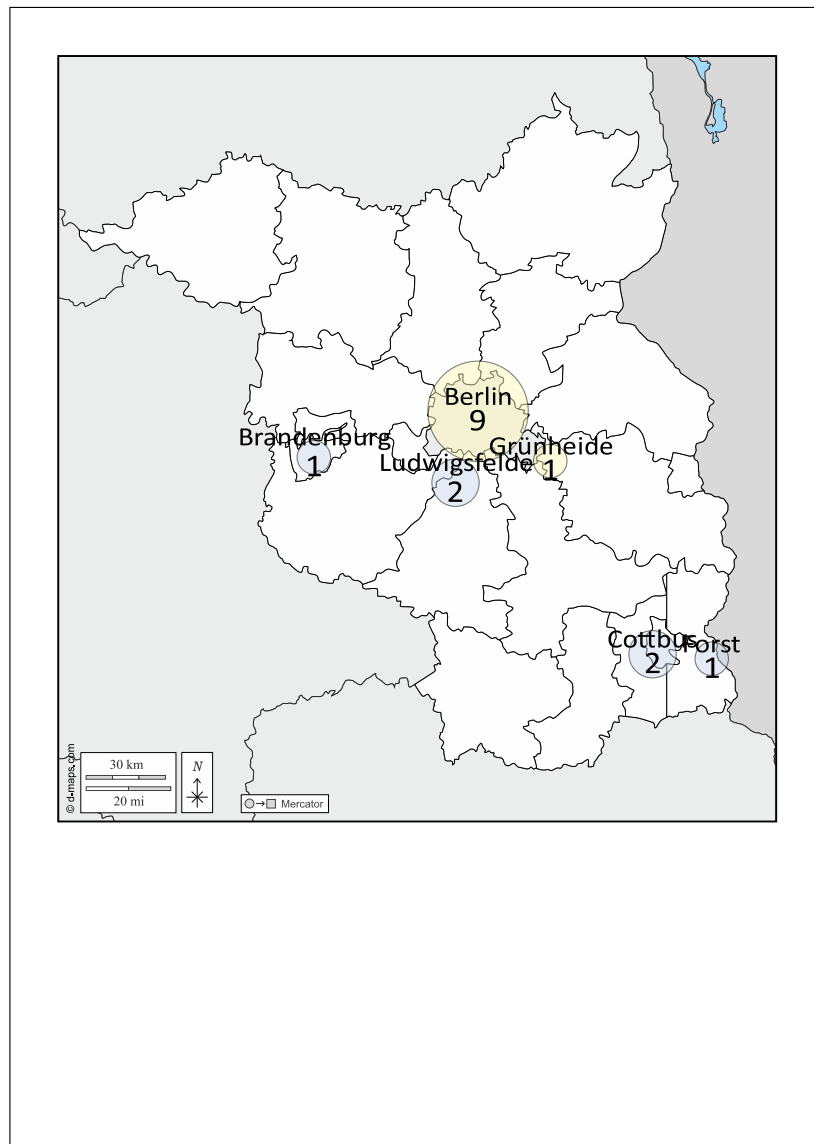 Berlin
9
Brandenburg
1
Grünheide
1
Ludwigsfelde
2
Cottbus
2
Forst
1
© d-maps.com
30 km
20 mi
N
Mercator